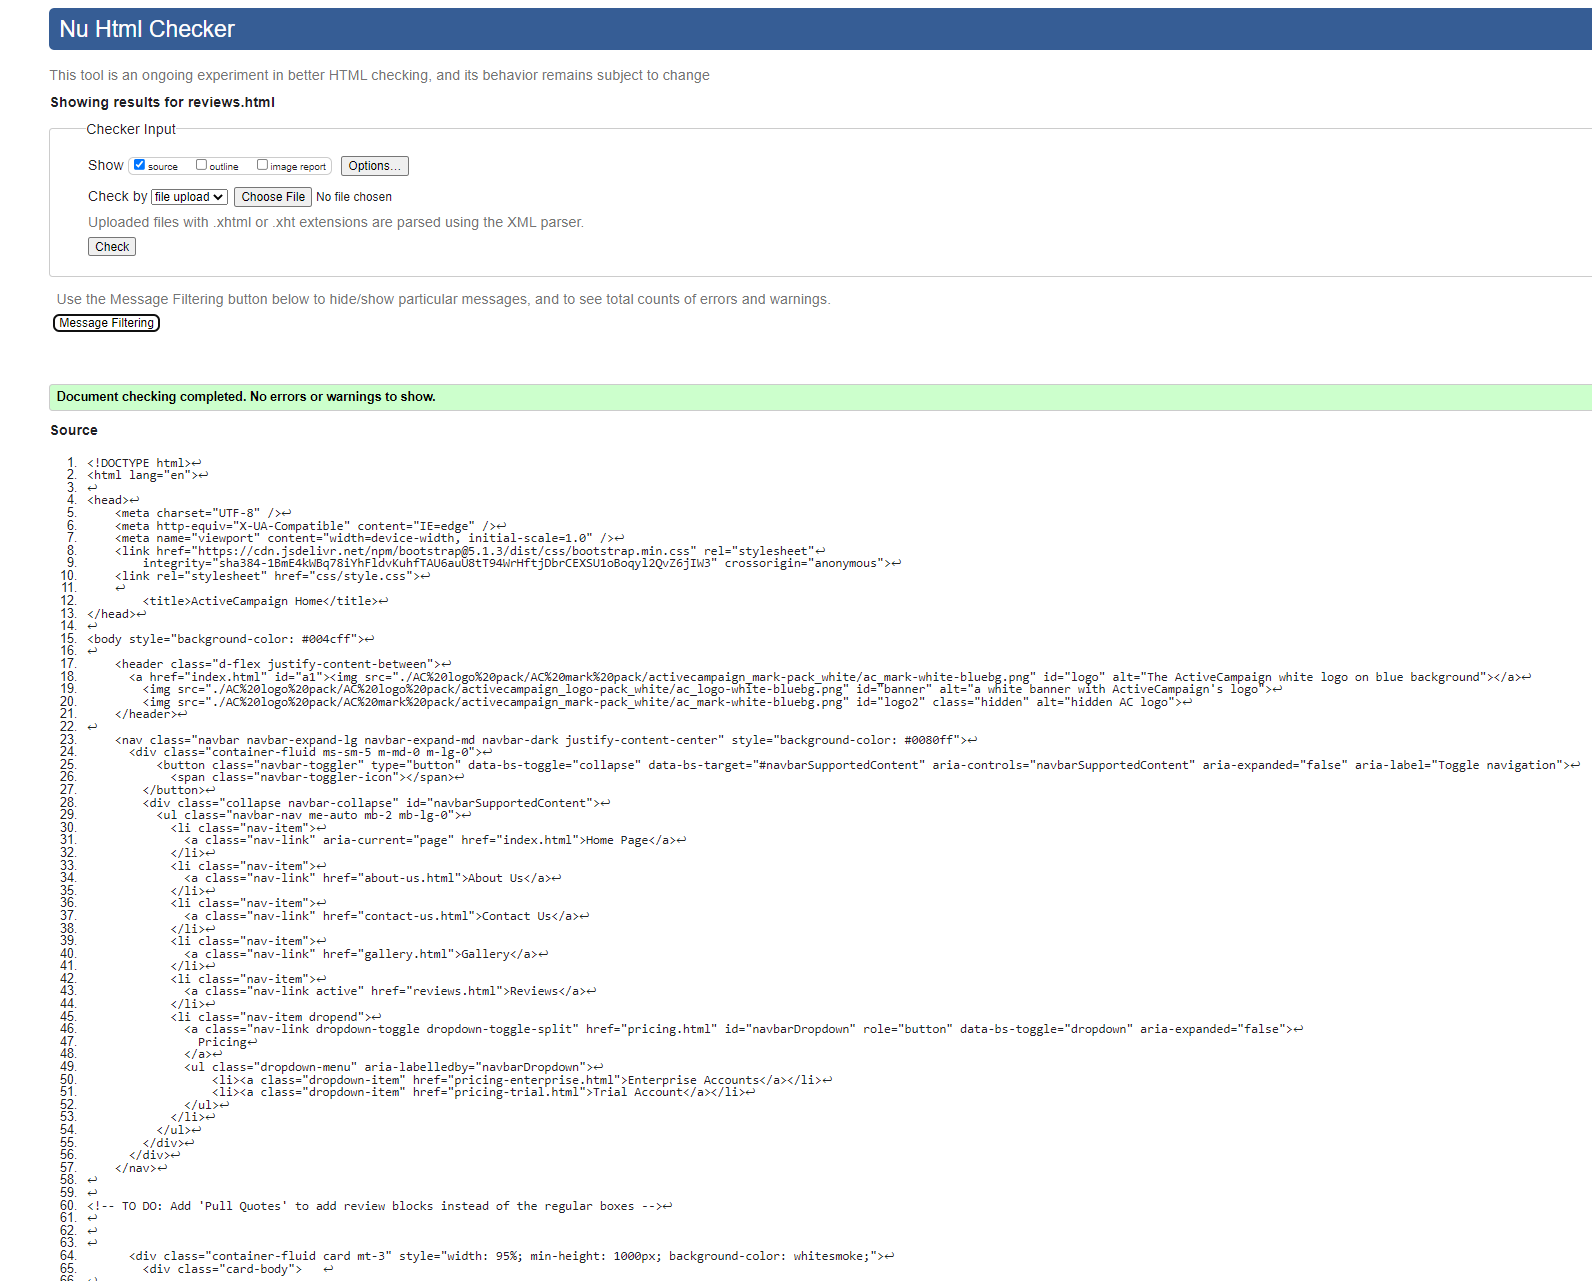 Nu Html Checker
This tool is an ongoing experiment in better HTML checking, and its behavior remains subject to change
Showing results for reviews.html
Checker Input
Show source outline image report Options...
Check by file upload Choose File No file chosen
Uploaded files with .xhtml or .xht extensions are parsed using the XML parser.
Check
Use the Message Filtering button below to hide/show particular messages, and to see total counts of errors and warnings.
Message Filtering
Document checking completed. No errors or warnings to show.
Source
1. <!DOCTYPE html>↩
2. <html lang="en">↩
3. ↩
4. <head>↩
5.     <meta charset="UTF-8" />↩
6.     <meta http-equiv="X-UA-Compatible" content="IE=edge" />↩
7.     <meta name="viewport" content="width=device-width, initial-scale=1.0" />↩
8.     <link href="https://cdn.jsdelivr.net/npm/bootstrap@5.1.3/dist/css/bootstrap.min.css" rel="stylesheet"↩
9.         integrity="sha384-1BmE4kWBq78iYhFldvKuhfTAU6auU8tT94WrHftjDbrCEXSU1oBoqyl2QvZ6jIW3" crossorigin="anonymous">↩
10.     <link rel="stylesheet" href="css/style.css">↩
11.     ↩
12.         <title>ActiveCampaign Home</title>↩
13. </head>↩
14. ↩
15. <body style="background-color: #004cff">↩
16. ↩
17.     <header class="d-flex justify-content-between">↩
18.       <a href="index.html" id="a1"><img src="./AC%20logo%20pack/AC%20mark%20pack/activecampaign_mark-pack_white/ac_mark-white-bluebg.png" id="logo" alt="The ActiveCampaign white logo on blue background"></a>↩
19.         <img src="./AC%20logo%20pack/AC%20logo%20pack/activecampaign_logo-pack_white/ac_logo-white-bluebg.png" id="banner" alt="a white banner with ActiveCampaign's logo">↩
20.         <img src="./AC%20logo%20pack/AC%20mark%20pack/activecampaign_mark-pack_white/ac_mark-white-bluebg.png" id="logo2" class="hidden" alt="hidden AC logo">↩
21.     </header>↩
22. ↩
23.     <nav class="navbar navbar-expand-lg navbar-expand-md navbar-dark justify-content-center" style="background-color: #0080ff">↩
24.       <div class="container-fluid ms-sm-5 m-md-0 m-lg-0">↩
25.           <button class="navbar-toggler" type="button" data-bs-toggle="collapse" data-bs-target="#navbarSupportedContent" aria-controls="navbarSupportedContent" aria-expanded="false" aria-label="Toggle navigation">↩
26.             <span class="navbar-toggler-icon"></span>↩
27.         </button>↩
28.         <div class="collapse navbar-collapse" id="navbarSupportedContent">↩
29.           <ul class="navbar-nav me-auto mb-2 mb-lg-0">↩
30.             <li class="nav-item">↩
31.               <a class="nav-link" aria-current="page" href="index.html">Home Page</a>↩
32.             </li>↩
33.             <li class="nav-item">↩
34.               <a class="nav-link" href="about-us.html">About Us</a>↩
35.             </li>↩
36.             <li class="nav-item">↩
37.               <a class="nav-link" href="contact-us.html">Contact Us</a>↩
38.             </li>↩
39.             <li class="nav-item">↩
40.               <a class="nav-link" href="gallery.html">Gallery</a>↩
41.             </li>↩
42.             <li class="nav-item">↩
43.               <a class="nav-link active" href="reviews.html">Reviews</a>↩
44.             </li>↩
45.             <li class="nav-item dropend">↩
46.               <a class="nav-link dropdown-toggle dropdown-toggle-split" href="pricing.html" id="navbarDropdown" role="button" data-bs-toggle="dropdown" aria-expanded="false">↩
47.                 Pricing↩
48.               </a>↩
49.               <ul class="dropdown-menu" aria-labelledby="navbarDropdown">↩
50.                   <li><a class="dropdown-item" href="pricing-enterprise.html">Enterprise Accounts</a></li>↩
51.                   <li><a class="dropdown-item" href="pricing-trial.html">Trial Account</a></li>↩
52.               </ul>↩
53.             </li>↩
54.           </ul>↩
55.         </div>↩
56.       </div>↩
57.     </nav>↩
58. ↩
59. ↩
60. <!-- TO DO: Add 'Pull Quotes' to add review blocks instead of the regular boxes -->↩
61. ↩
62. ↩
63. ↩
64.       <div class="container-fluid card mt-3" style="width: 95%; min-height: 1000px; background-color: whitesmoke;">↩
65.         <div class="card-body">   ↩
66. ↩